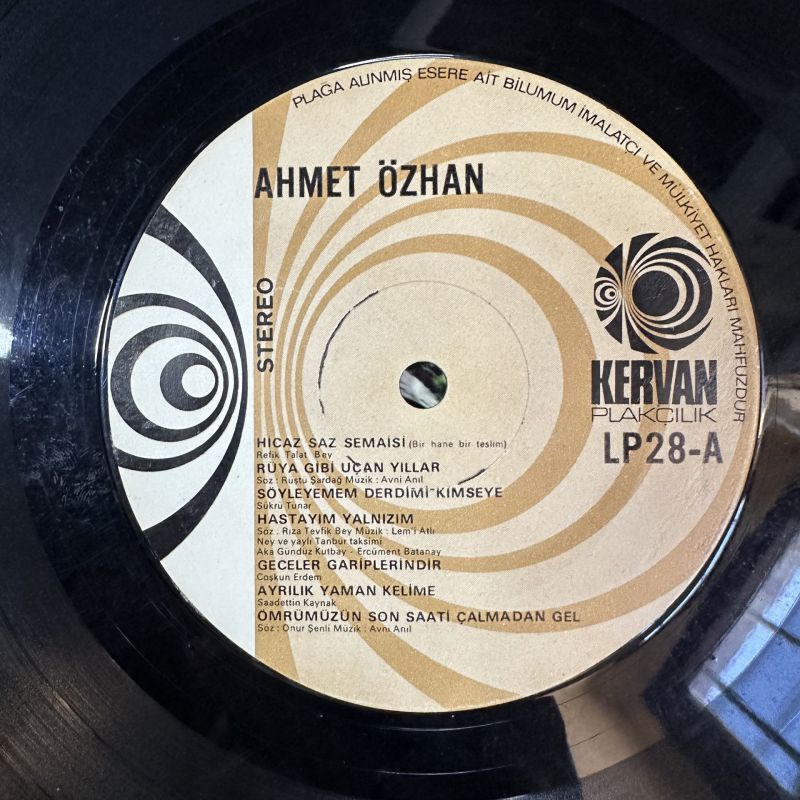 PLAĞA ALINMIŞ ESERE AİT BİLUMUM İMALATÇI VE MÜLKİYET HAKLARI MAHFUZDUR
AHMET ÖZHAN
STEREO
KERVAN
PLAKÇILIK
LP28-A
HICAZ SAZ SEMAISİ (Bir hane bir teslim)
Refik Talat Bey
RÜYA GİBİ UÇAN YILLAR
Söz : Rüştü Şardağ Müzik : Avni Anıl
SÖYLEYEMEM DERDİMİ KİMSEYE
Şükrü Tunar
HASTAYIM YALNIZIM
Söz : Rıza Tevfik Bey Müzik : Lem'i Atlı
Ney ve yaylı Tanbur taksimi
Aka Gündüz Kutbay - Ercüment Batanay
GECELER GARİPLERİNDİR
Coşkun Erdem
AYRILIK YAMAN KELİME
Saadettin Kaynak
ÖMRÜMÜZÜN SON SAATİ ÇALMADAN GEL
Söz : Onur Şenli Müzik : Avni Anıl